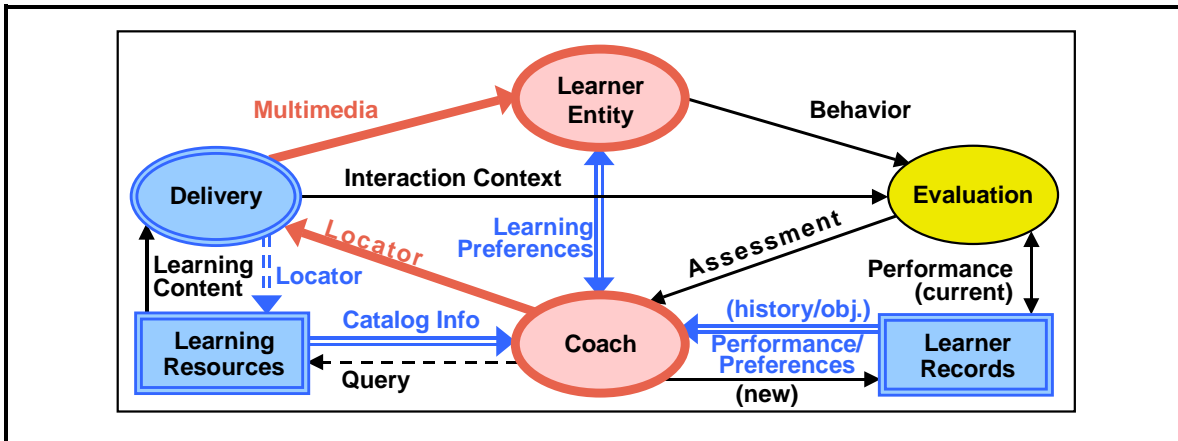 Learner
Entity
Multimedia
Behavior
Delivery
Interaction Context
Evaluation
Learning
Preferences
Locator
Assessment
Learning
Content
Locator
Performance
(current)
Learning
Resources
Catalog Info
Query
Coach
(history/obj.)
Performance/
Preferences
(new)
Learner
Records